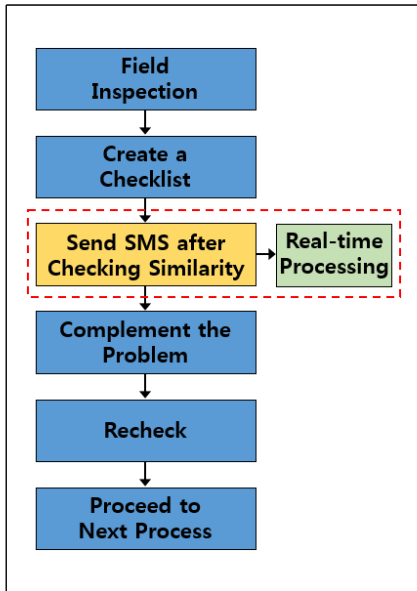 Field
Inspection
Create a
Checklist
Send SMS after
Checking Similarity
Real-time
Processing
Complement the
Problem
Recheck
Proceed to
Next Process